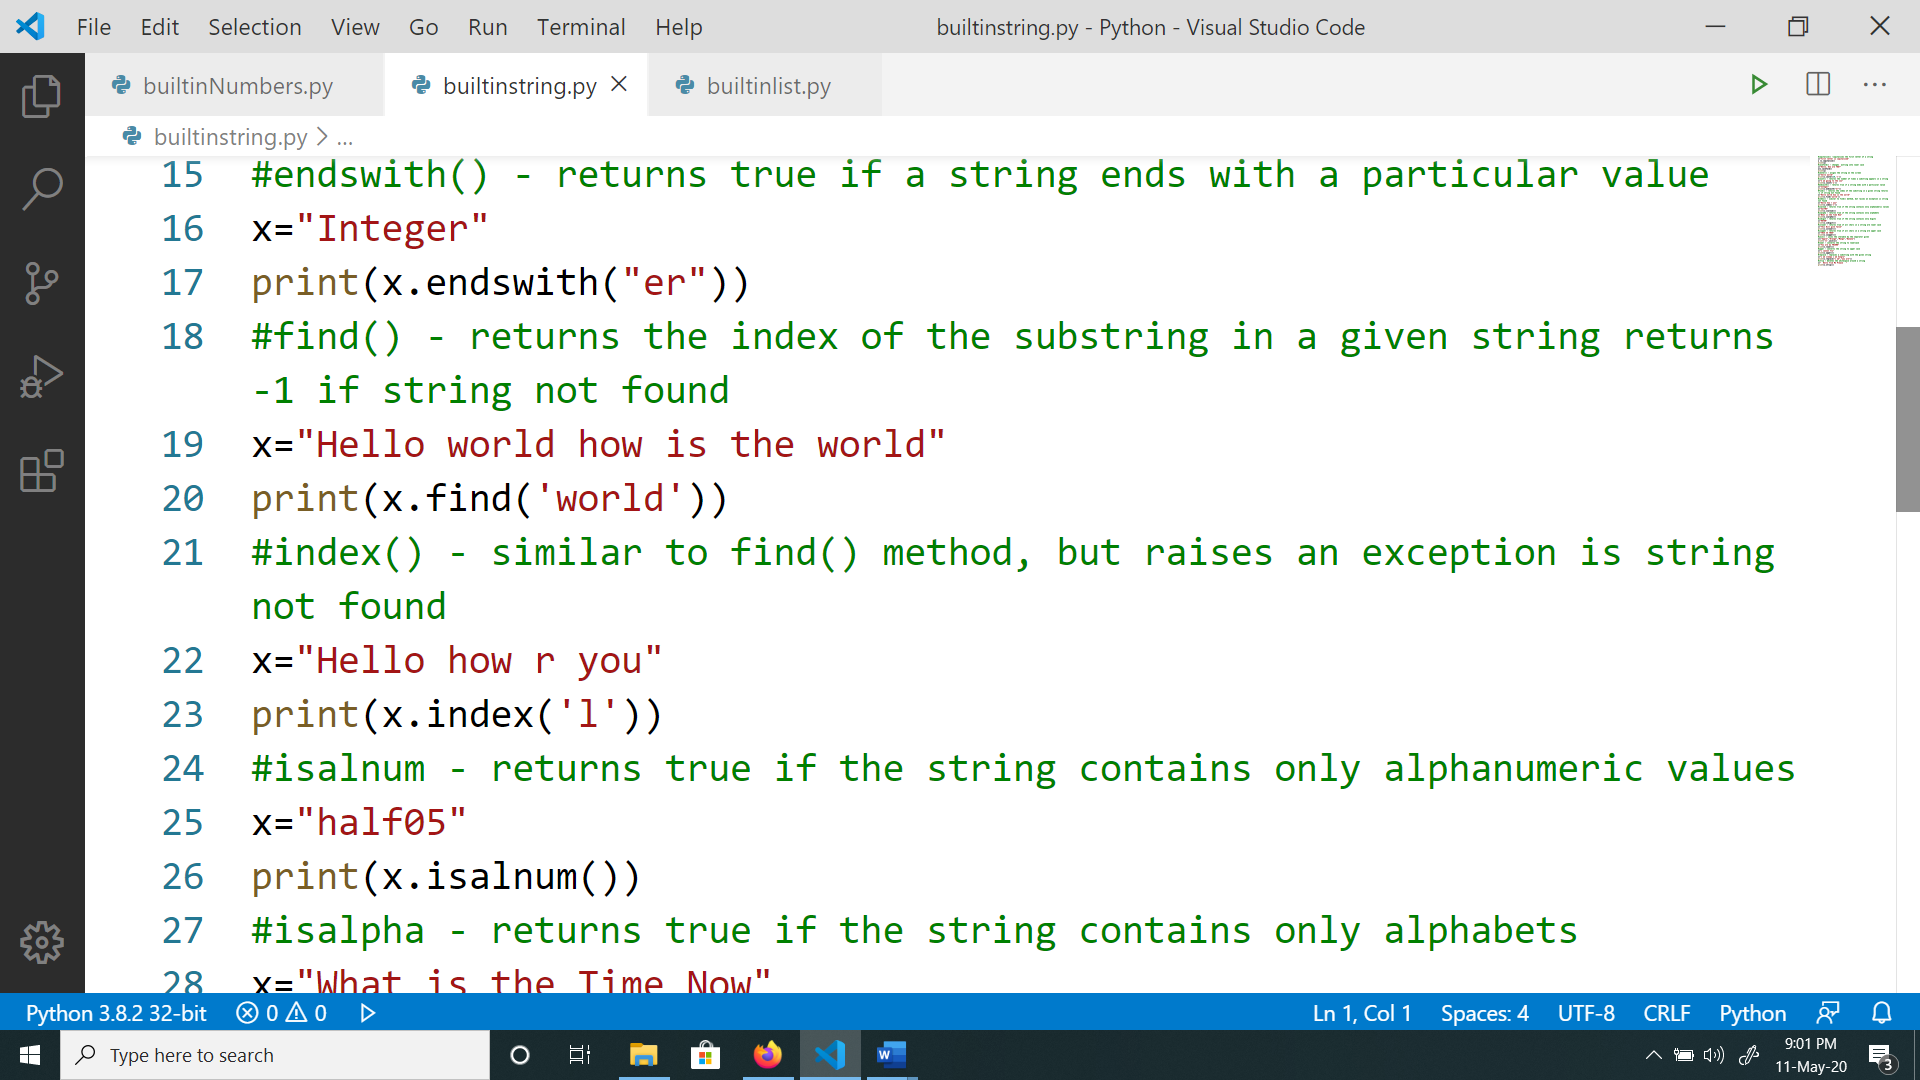 File Edit Selection View Go Run Terminal Help builtinstring.py - Python - Visual Studio Code
builtinNumbers.py builtinstring.py builtinlist.py
builtinstring.py > ...
15 #endswith() - returns true if a string ends with a particular value
16 x="Integer"
17 print(x.endswith("er"))
18 #find() - returns the index of the substring in a given string returns
-1 if string not found
19 x="Hello world how is the world"
20 print(x.find('world'))
21 #index() - similar to find() method, but raises an exception is string
not found
22 x="Hello how r you"
23 print(x.index('l'))
24 #isalnum - returns true if the string contains only alphanumeric values
25 x="half05"
26 print(x.isalnum())
27 #isalpha - returns true if the string contains only alphabets
28 x="What is the Time Now"
Python 3.8.2 32-bit 0 0 Ln 1, Col 1 Spaces: 4 UTF-8 CRLF Python
Type here to search
9:01 PM
11-May-20
3